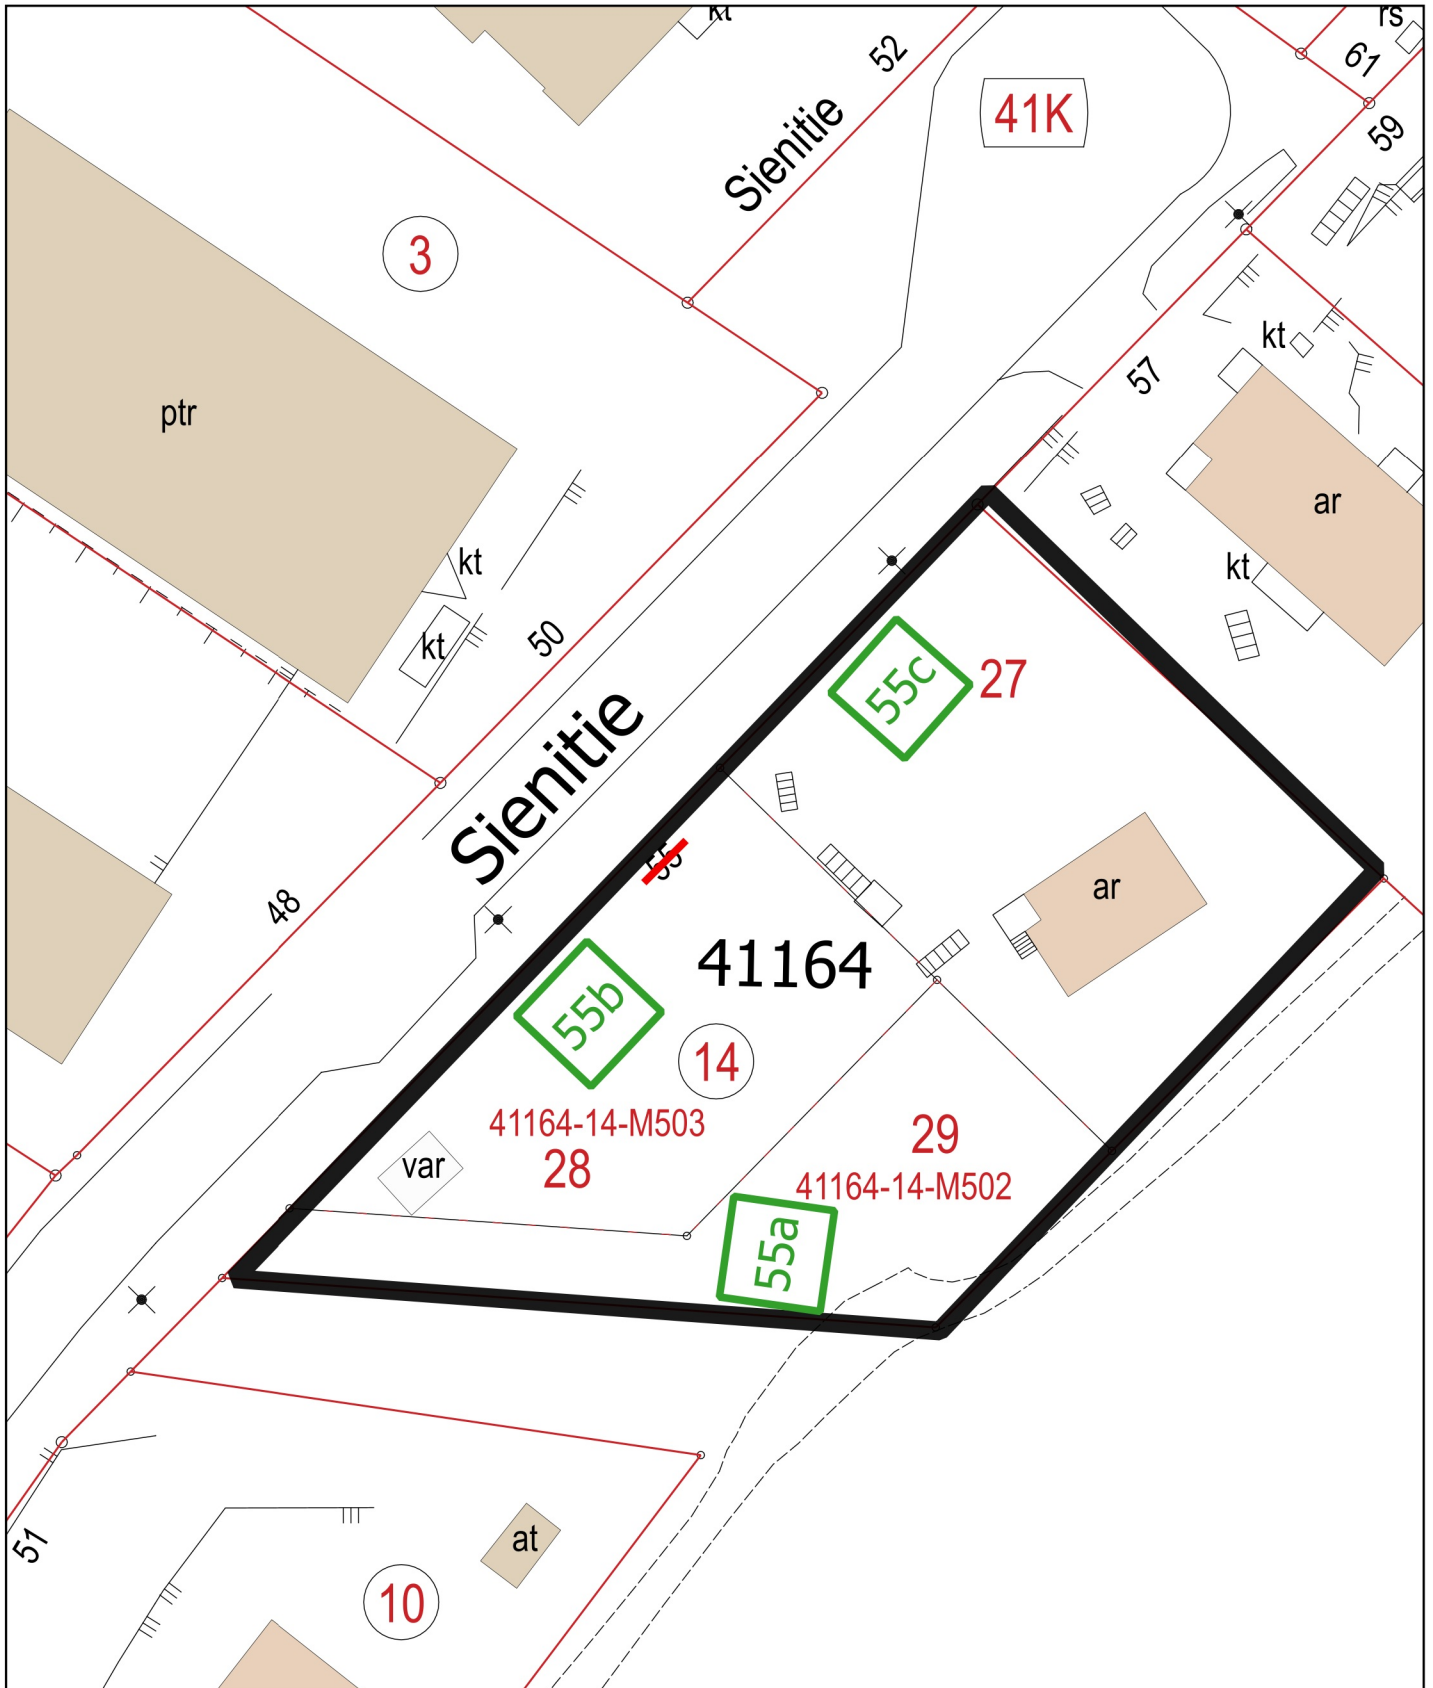 kt
rs
52
61
41K
Sienitie
59
3
kt
57
ptr
ar
kt
kt
50
kt
55c
27
Sienitie
55
ar
48
41164
55b
14
41164-14-M503
29
var
28
41164-14-M502
55a
51
at
10